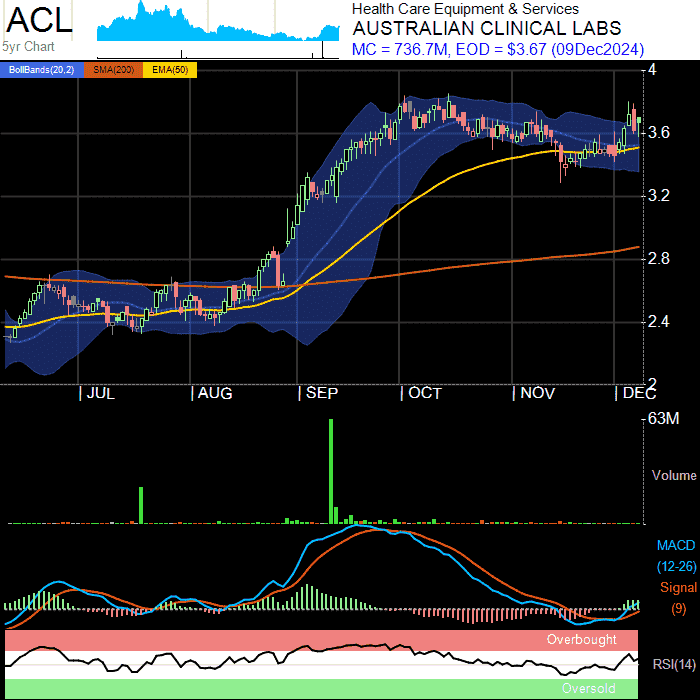 ACL
5yr Chart
Health Care Equipment & Services
AUSTRALIAN CLINICAL LABS
MC = 736.7M, EOD = $3.67 (09Dec2024)
BollBands(20,2) SMA(200) EMA(50)
4
3.6
3.2
2.8
2.4
2
JUL AUG SEP OCT NOV DEC
63M
Volume
MACD
(12-26)
Signal
(9)
Overbought
RSI(14)
Oversold